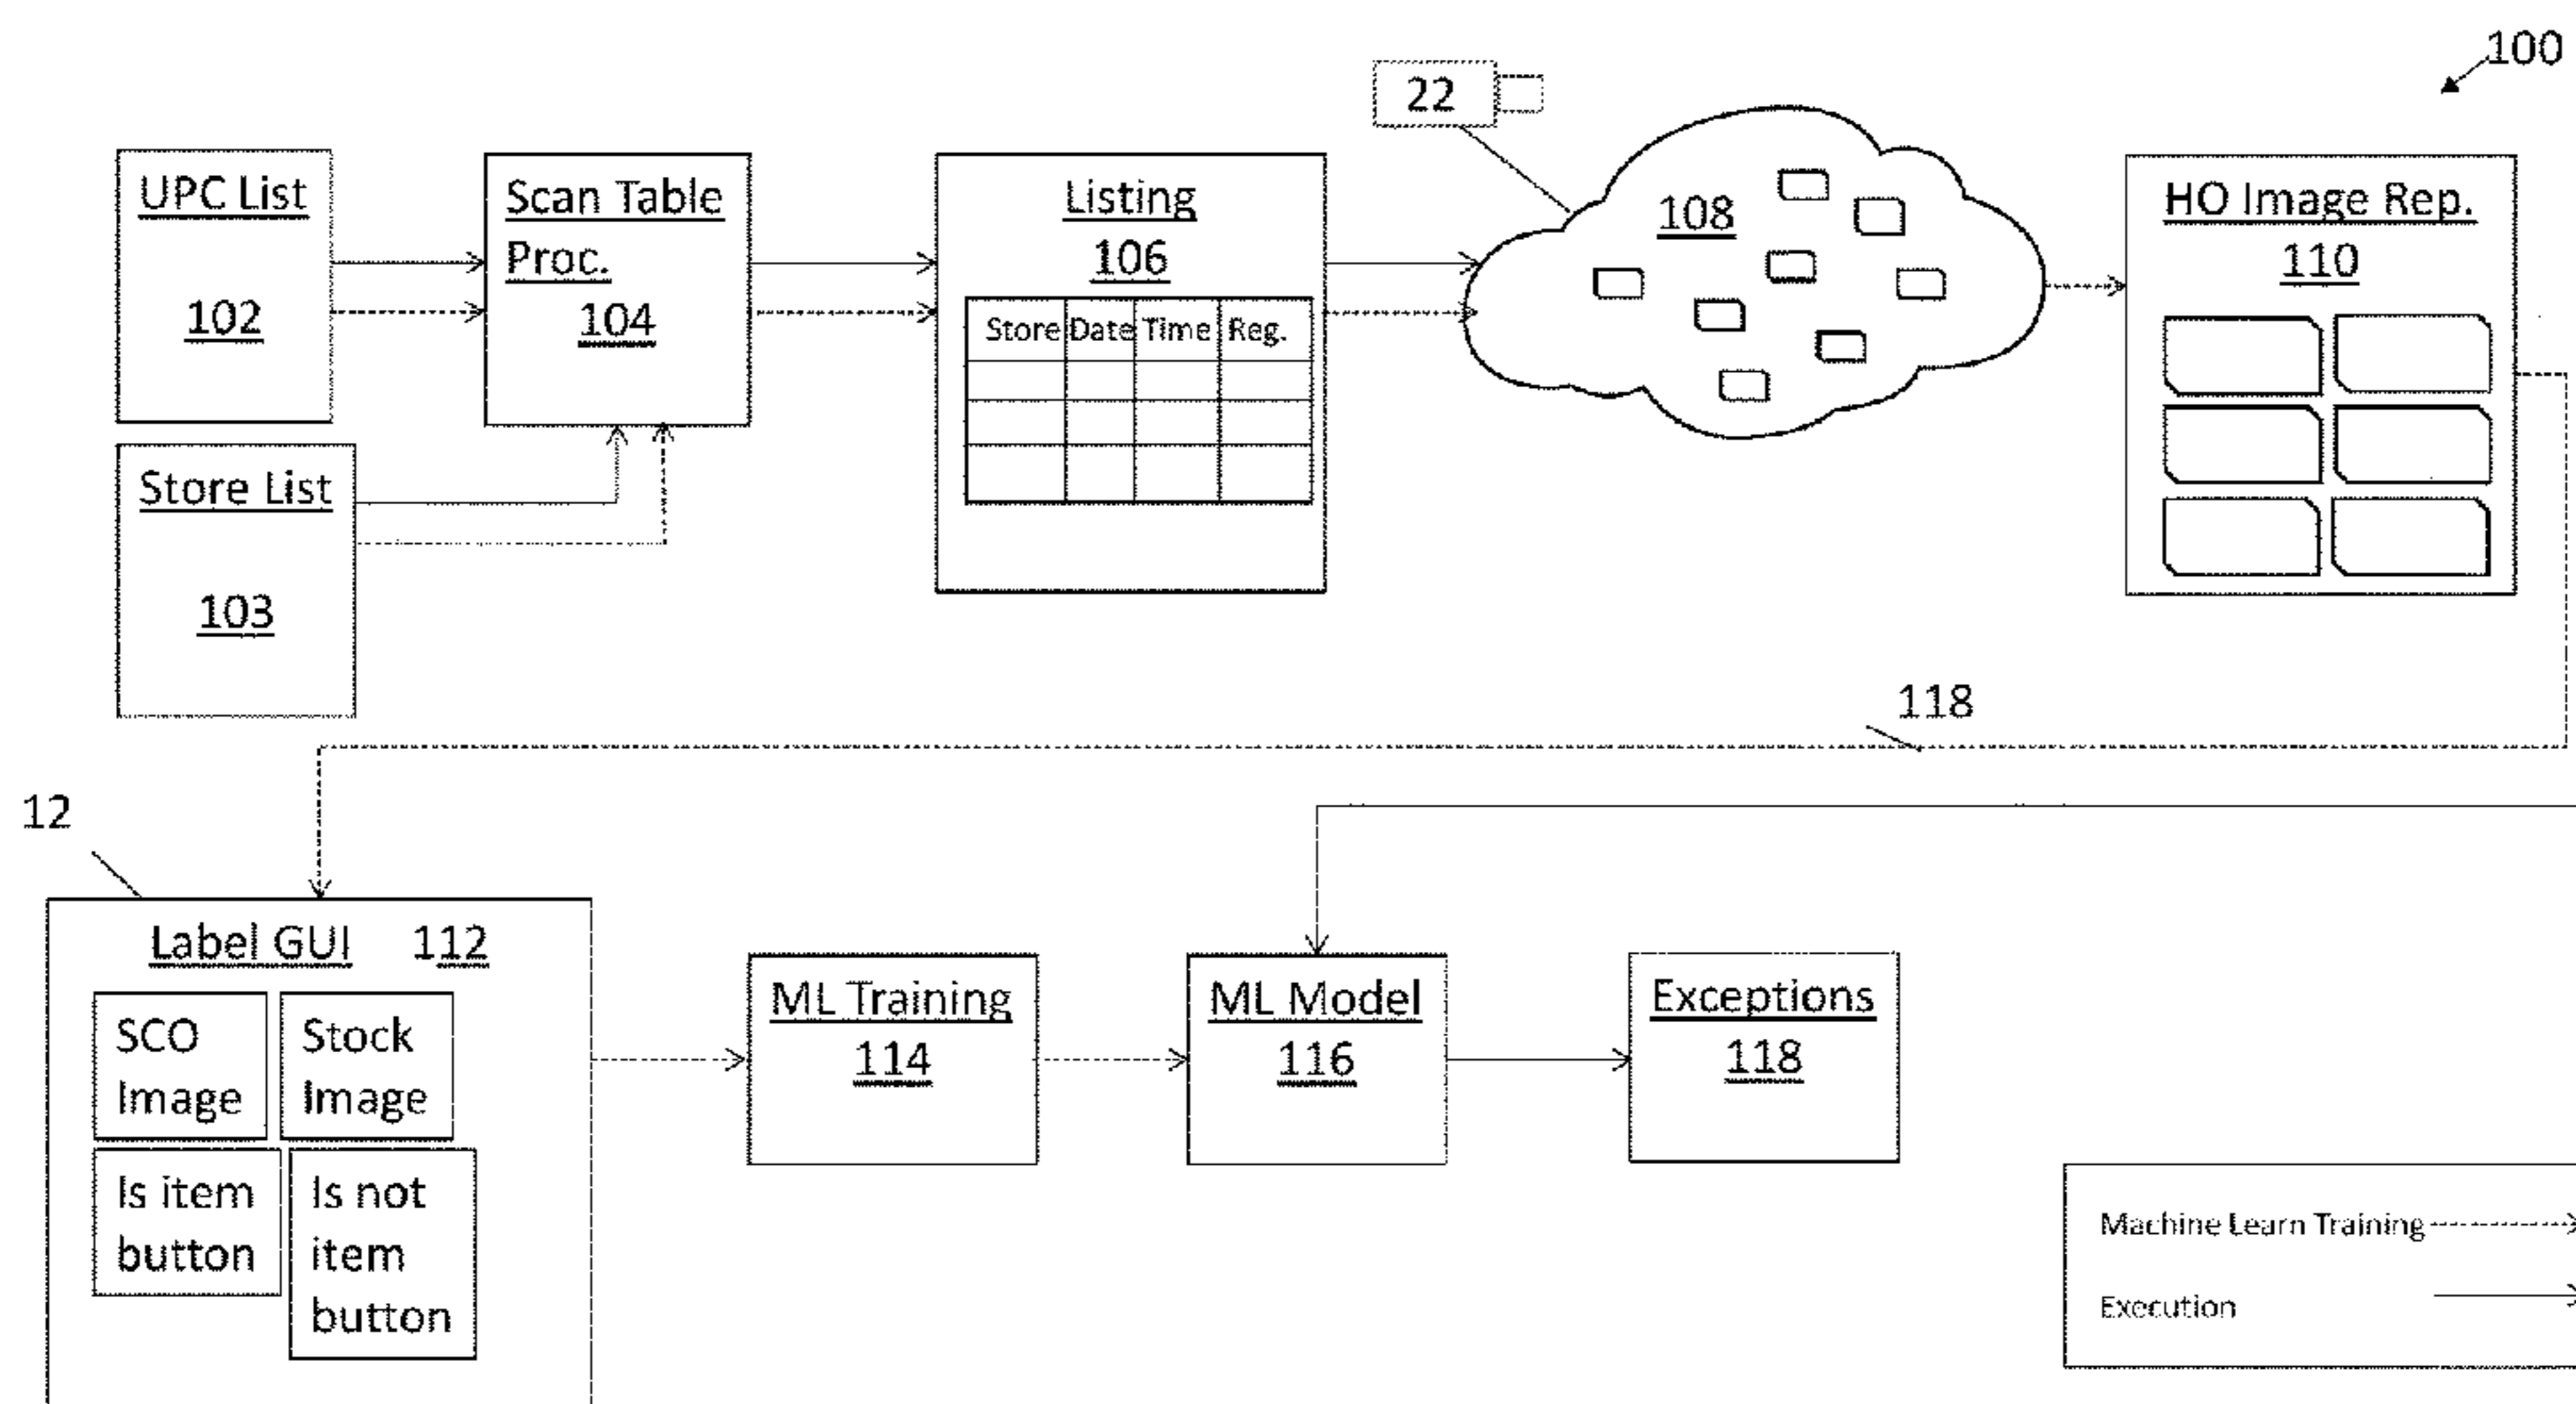 100
22
UPC List
102
Scan Table
Proc.
104
Listing
106
Store Date Time Reg.
108
HO Image Rep.
110
Store List
103
118
12
Label GUI 112
SCO
Image
Stock
Image
Is item
button
Is not
item
button
ML Training
114
ML Model
116
Exceptions
118
Machine Learn Training
Execution